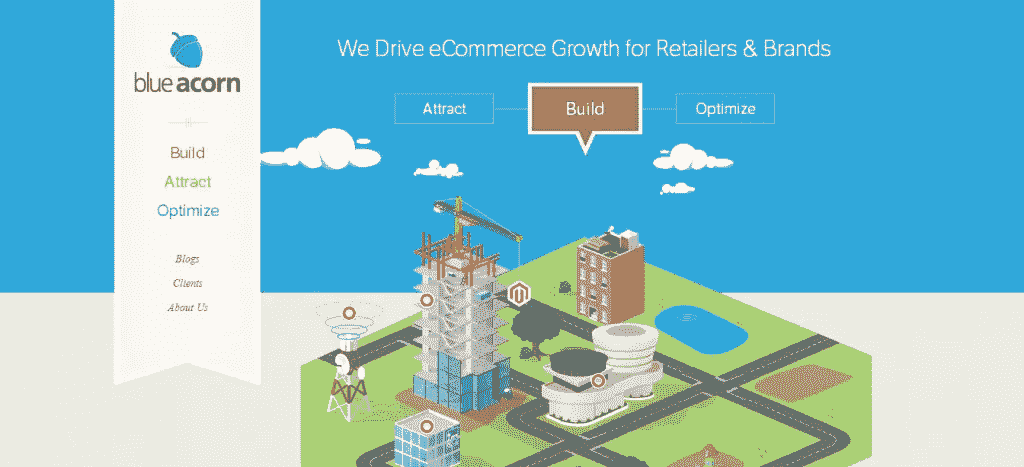 blue acorn
Build
Attract
Optimize
Blogs
Clients
About Us
We Drive eCommerce Growth for Retailers & Brands
Attract
Build
Optimize